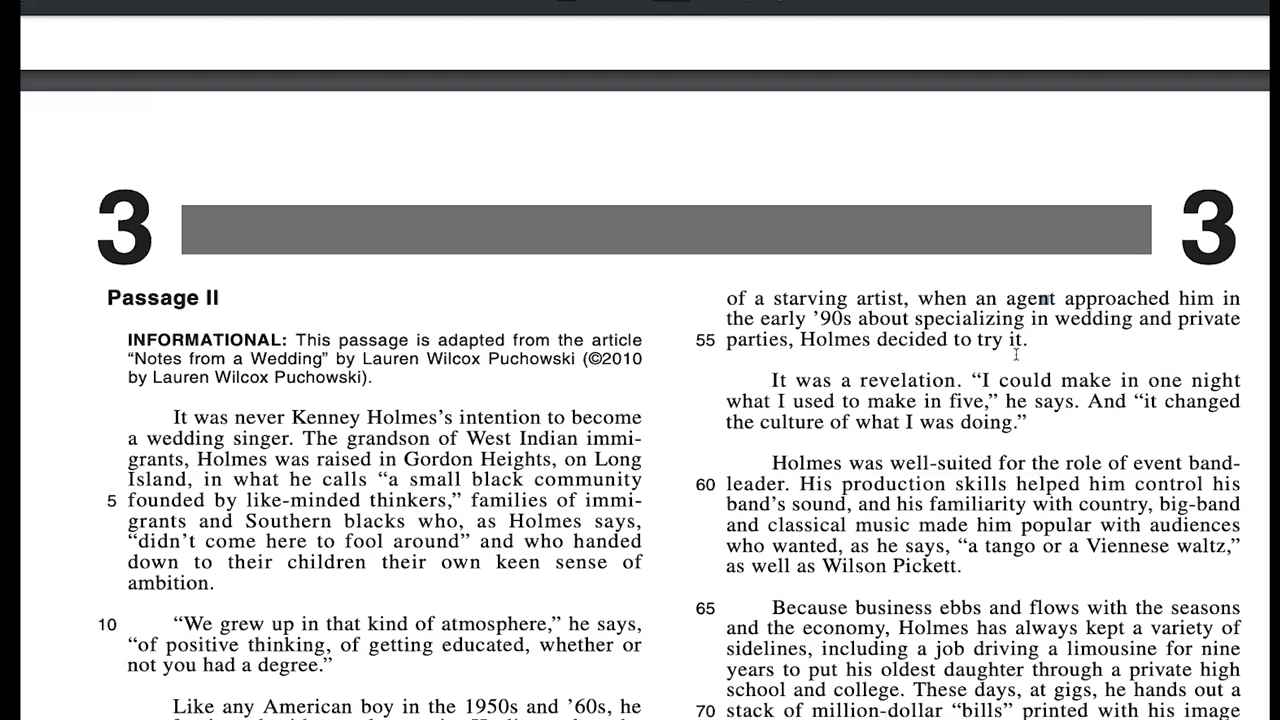 3
3
Passage II
INFORMATIONAL: This passage is adapted from the article
“Notes from a Wedding” by Lauren Wilcox Puchowski (©2010
by Lauren Wilcox Puchowski).
It was never Kenney Holmes’s intention to become
a wedding singer. The grandson of West Indian immi-
grants, Holmes was raised in Gordon Heights, on Long
Island, in what he calls “a small black community
5 founded by like-minded thinkers,” families of immi-
grants and Southern blacks who, as Holmes says,
“didn’t come here to fool around” and who handed
down to their children their own keen sense of
ambition.
10 “We grew up in that kind of atmosphere,” he says,
“of positive thinking, of getting educated, whether or
not you had a degree.”
Like any American boy in the 1950s and ’60s, he
of a starving artist, when an agent approached him in
the early ’90s about specializing in wedding and private
55 parties, Holmes decided to try it.
It was a revelation. “I could make in one night
what I used to make in five,” he says. And “it changed
the culture of what I was doing.”
Holmes was well-suited for the role of event band-
60 leader. His production skills helped him control his
band’s sound, and his familiarity with country, big-band
and classical music made him popular with audiences
who wanted, as he says, “a tango or a Viennese waltz,”
as well as Wilson Pickett.
65 Because business ebbs and flows with the seasons
and the economy, Holmes has always kept a variety of
sidelines, including a job driving a limousine for nine
years to put his oldest daughter through a private high
school and college. These days, at gigs, he hands out a
70 stack of million-dollar “bills” printed with his image